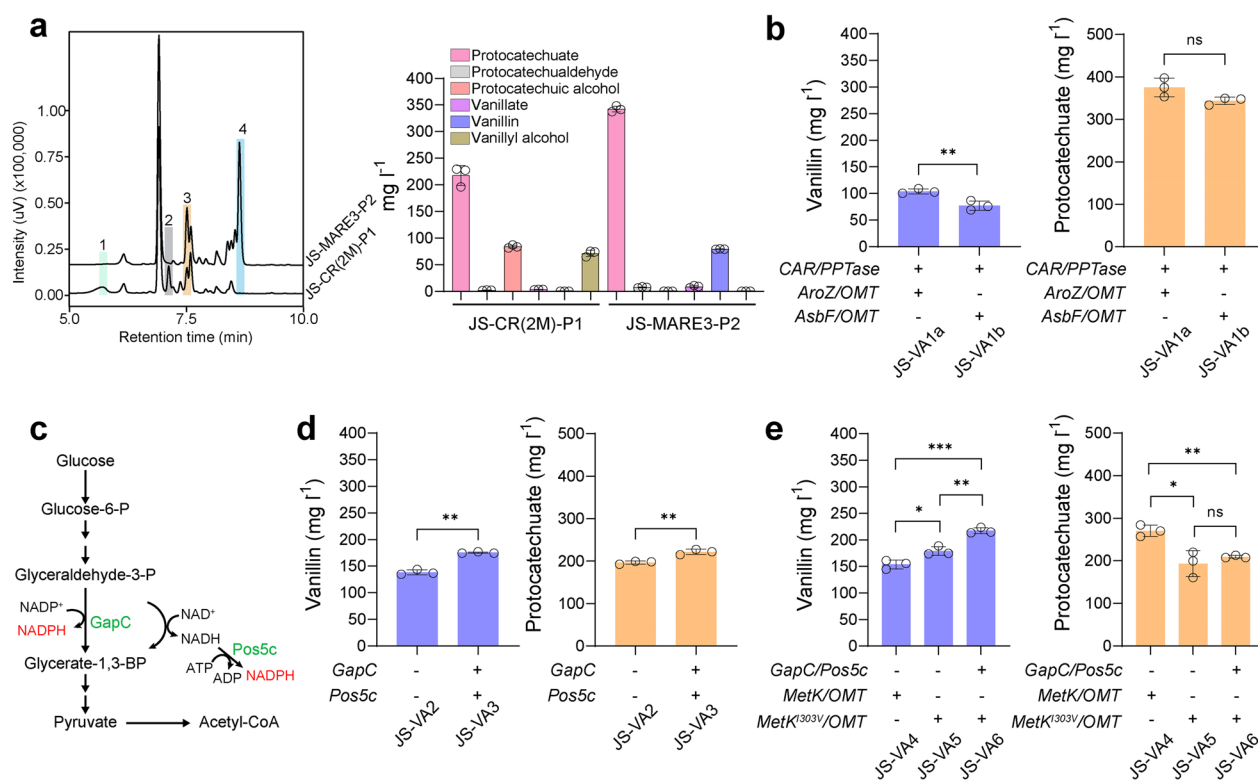 a
Intensity (uV) (x100,000)
1.00
0.75
0.50
0.25
0.00
1
2
3
4
JS-MARE3-P2
JS-CR(2M)-P1
5.0
7.5
10.0
Retention time (min)
Protocatechuate
Protocatechualdehyde
Protocatechuic alcohol
Vanillate
Vanillin
Vanillyl alcohol
mg l⁻¹
400
350
300
250
200
150
100
50
0
JS-CR(2M)-P1
JS-MARE3-P2
b
Vanillin (mg l⁻¹)
400
350
300
250
200
150
100
50
0
**
CAR/PPTase + +
AroZ/OMT + -
AsbF/OMT - +
JS-VA1a
JS-VA1b
Protocatechuate (mg l⁻¹)
500
400
300
200
100
0
ns
CAR/PPTase + +
AroZ/OMT + -
AsbF/OMT - +
JS-VA1a
JS-VA1b
c
Glucose
Glucose-6-P
Glyceraldehyde-3-P
NADP⁺
NADPH
GapC
NAD⁺
NADH
Pos5c
ATP
ADP
NADPH
Glycerate-1,3-BP
Pyruvate
Acetyl-CoA
d
Vanillin (mg l⁻¹)
400
350
300
250
200
150
100
50
0
**
GapC - +
Pos5c - +
JS-VA2
JS-VA3
Protocatechuate (mg l⁻¹)
500
400
300
200
100
0
**
GapC - +
Pos5c - +
JS-VA2
JS-VA3
e
Vanillin (mg l⁻¹)
400
350
300
250
200
150
100
50
0
***
**
*
GapC/Pos5c - - +
MetK/OMT + - -
MetK^I303V/OMT - + +
JS-VA4
JS-VA5
JS-VA6
Protocatechuate (mg l⁻¹)
500
400
300
200
100
0
**
*
ns
GapC/Pos5c - - +
MetK/OMT + - -
MetK^I303V/OMT - + +
JS-VA4
JS-VA5
JS-VA6